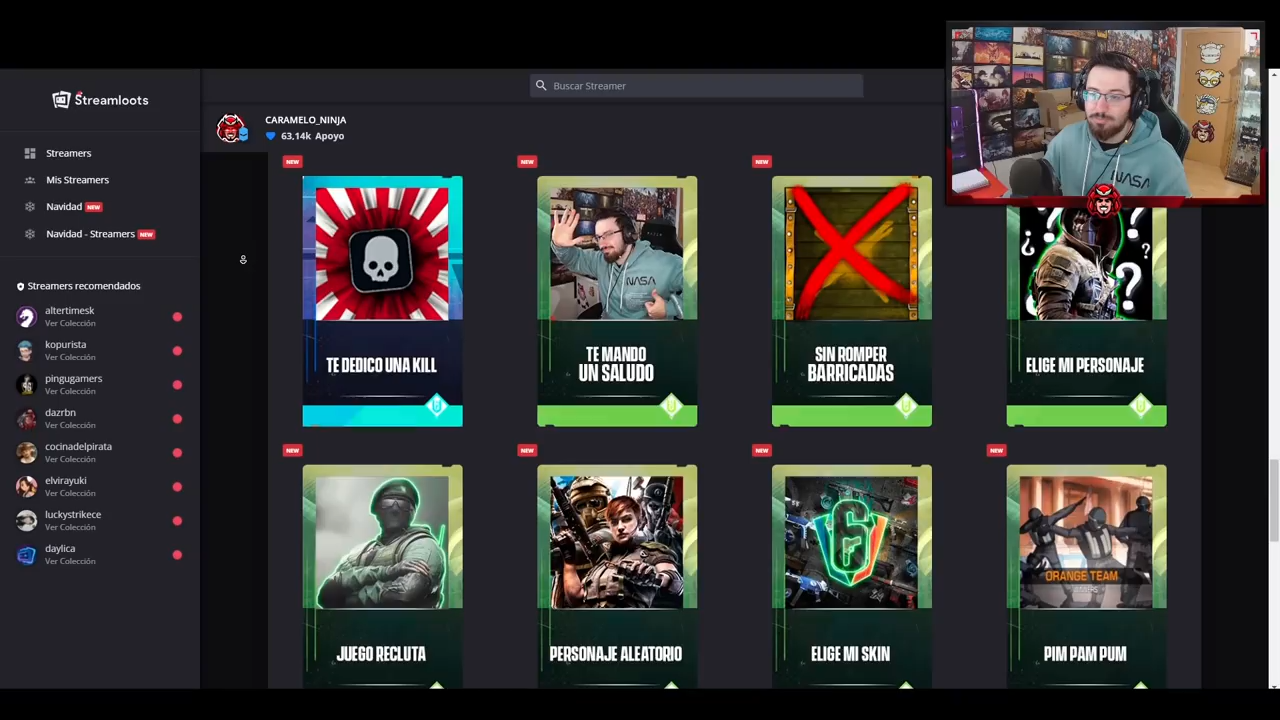 Streamloots
Buscar Streamer
CARAMELO_NINJA
63,14k Apoyo
Streamers
Mis Streamers
Navidad NEW
Navidad - Streamers NEW
Streamers recomendados
altertimesk
Ver Colección
kopurista
Ver Colección
pingugamers
Ver Colección
dazrbn
Ver Colección
cocinadelpirata
Ver Colección
elvirayuki
Ver Colección
luckystrikece
Ver Colección
daylica
Ver Colección
NEW
NEW
NEW
NASA
NASA
TE DEDICO UNA KILL
TE MANDO
UN SALUDO
SIN ROMPER
BARRICADAS
ELIGE MI PERSONAJE
NEW
NEW
NEW
NEW
6
ORANGE TEAM
JUEGO RECLUTA
PERSONAJE ALEATORIO
ELIGE MI SKIN
PIM PAM PUM